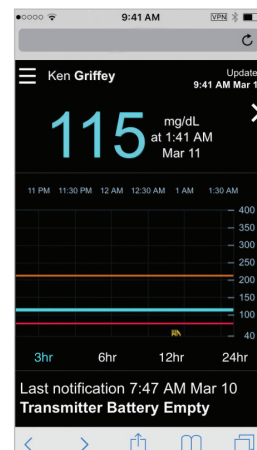 9:41 AM
VPN
Ken Griffey
Update
9:41 AM Mar 1
115
mg/dL
at 1:41 AM
Mar 11
11 PM 11:30 PM 12 AM 12:30 AM 1 AM 1:30 AM
400
350
300
250
200
150
100
40
3hr 6hr 12hr 24hr
Last notification 7:47 AM Mar 10
Transmitter Battery Empty